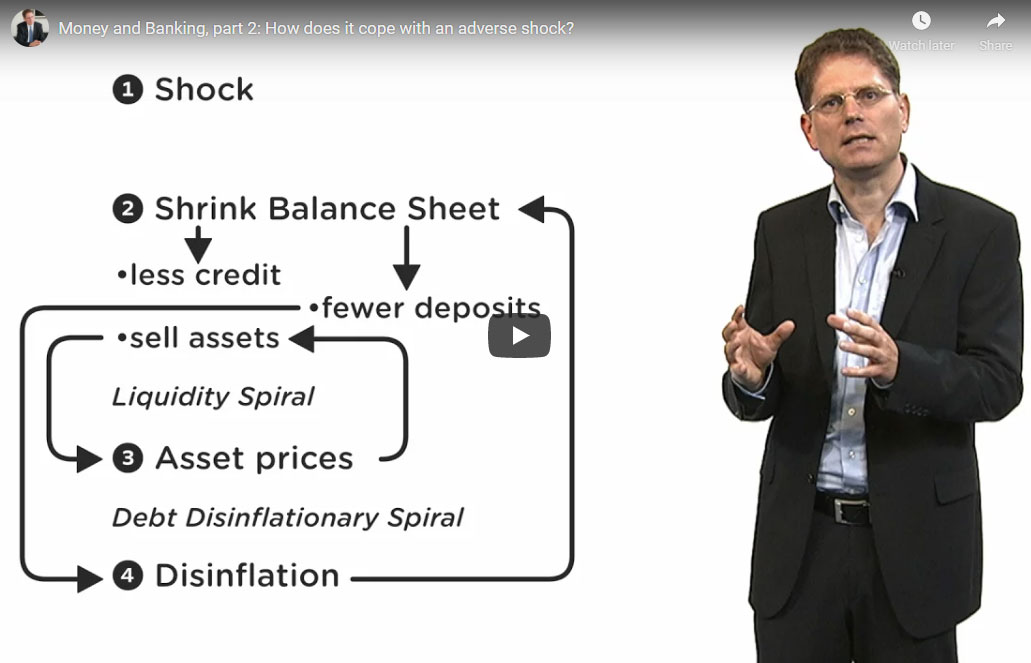 Money and Banking, part 2: How does it cope with an adverse shock?
Watch later
Share
1 Shock
2 Shrink Balance Sheet
•less credit
•fewer deposits
•sell assets
Liquidity Spiral
3 Asset prices
Debt Disinflationary Spiral
4 Disinflation